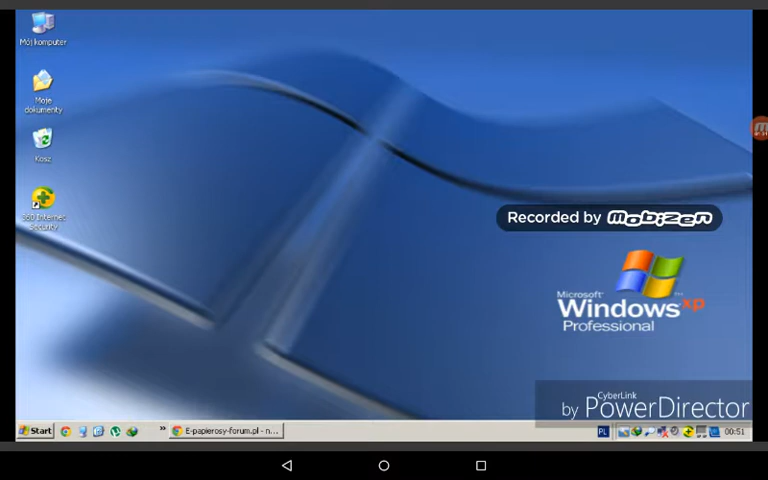 Mój komputer
Moje
dokumenty
Kosz
360 Internet
Security
Recorded by mobizen
Microsoft
Windows xp
Professional
CyberLink
by PowerDirector
Start
E-papierosy-forum.pl - n...
PL
00:51